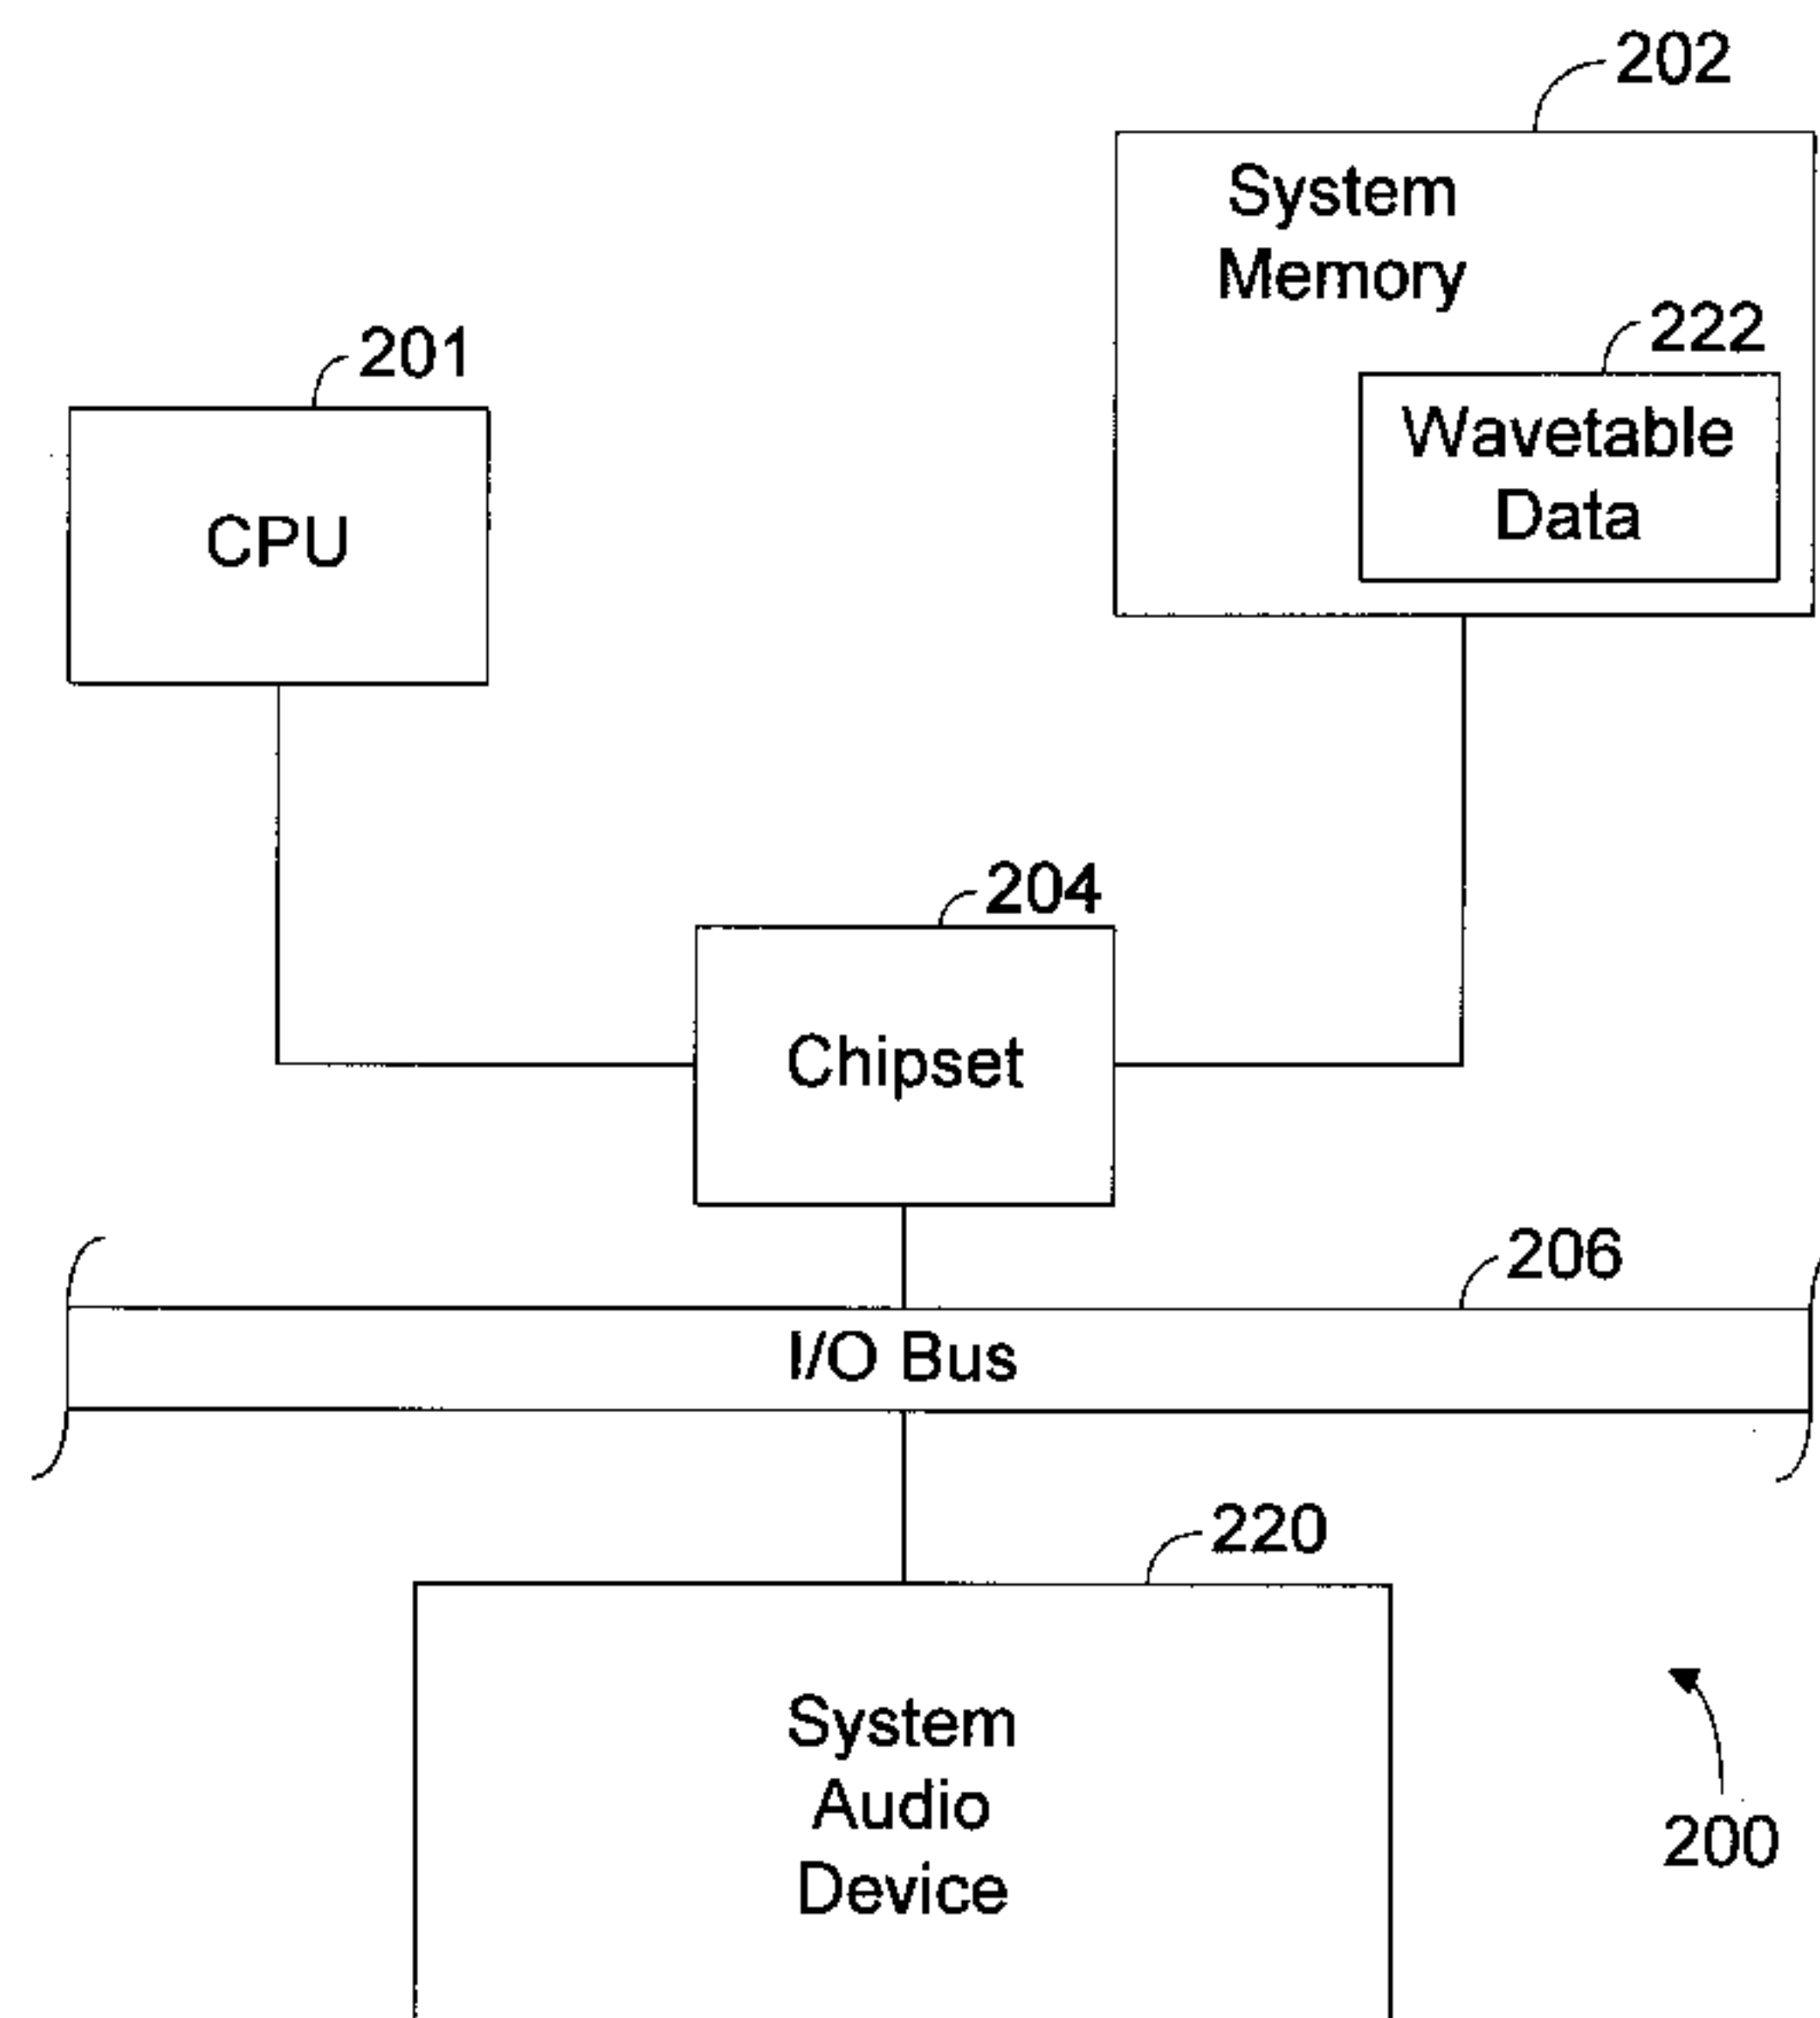 202
System
Memory
201
222
Wavetable
Data
CPU
204
Chipset
206
I/O Bus
220
System
Audio
Device
200